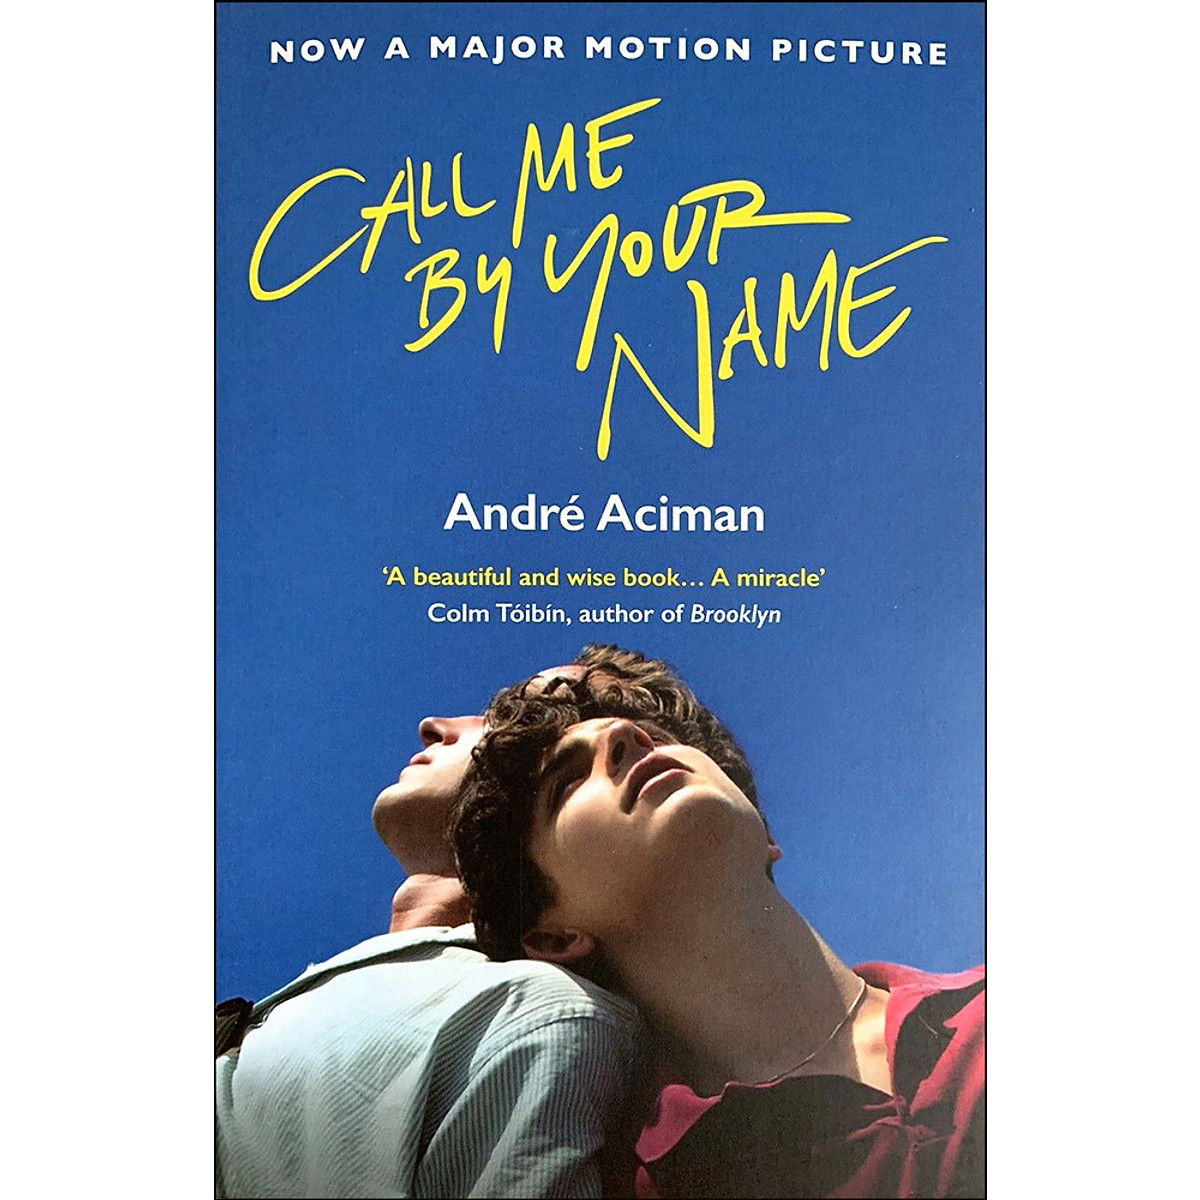 NOW A MAJOR MOTION PICTURE
CALL ME
BY YOUR
NAME
André Aciman
‘A beautiful and wise book... A miracle’
Colm Tóibín, author of Brooklyn